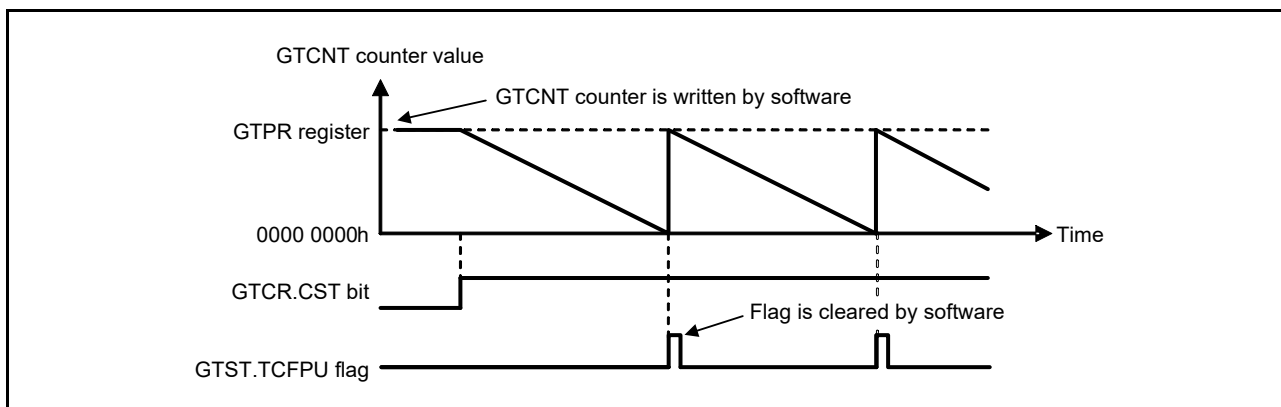 GTCNT counter value
GTCNT counter is written by software
GTPR register
0000 0000h
Time
GTCR.CST bit
Flag is cleared by software
GTST.TCFPU flag